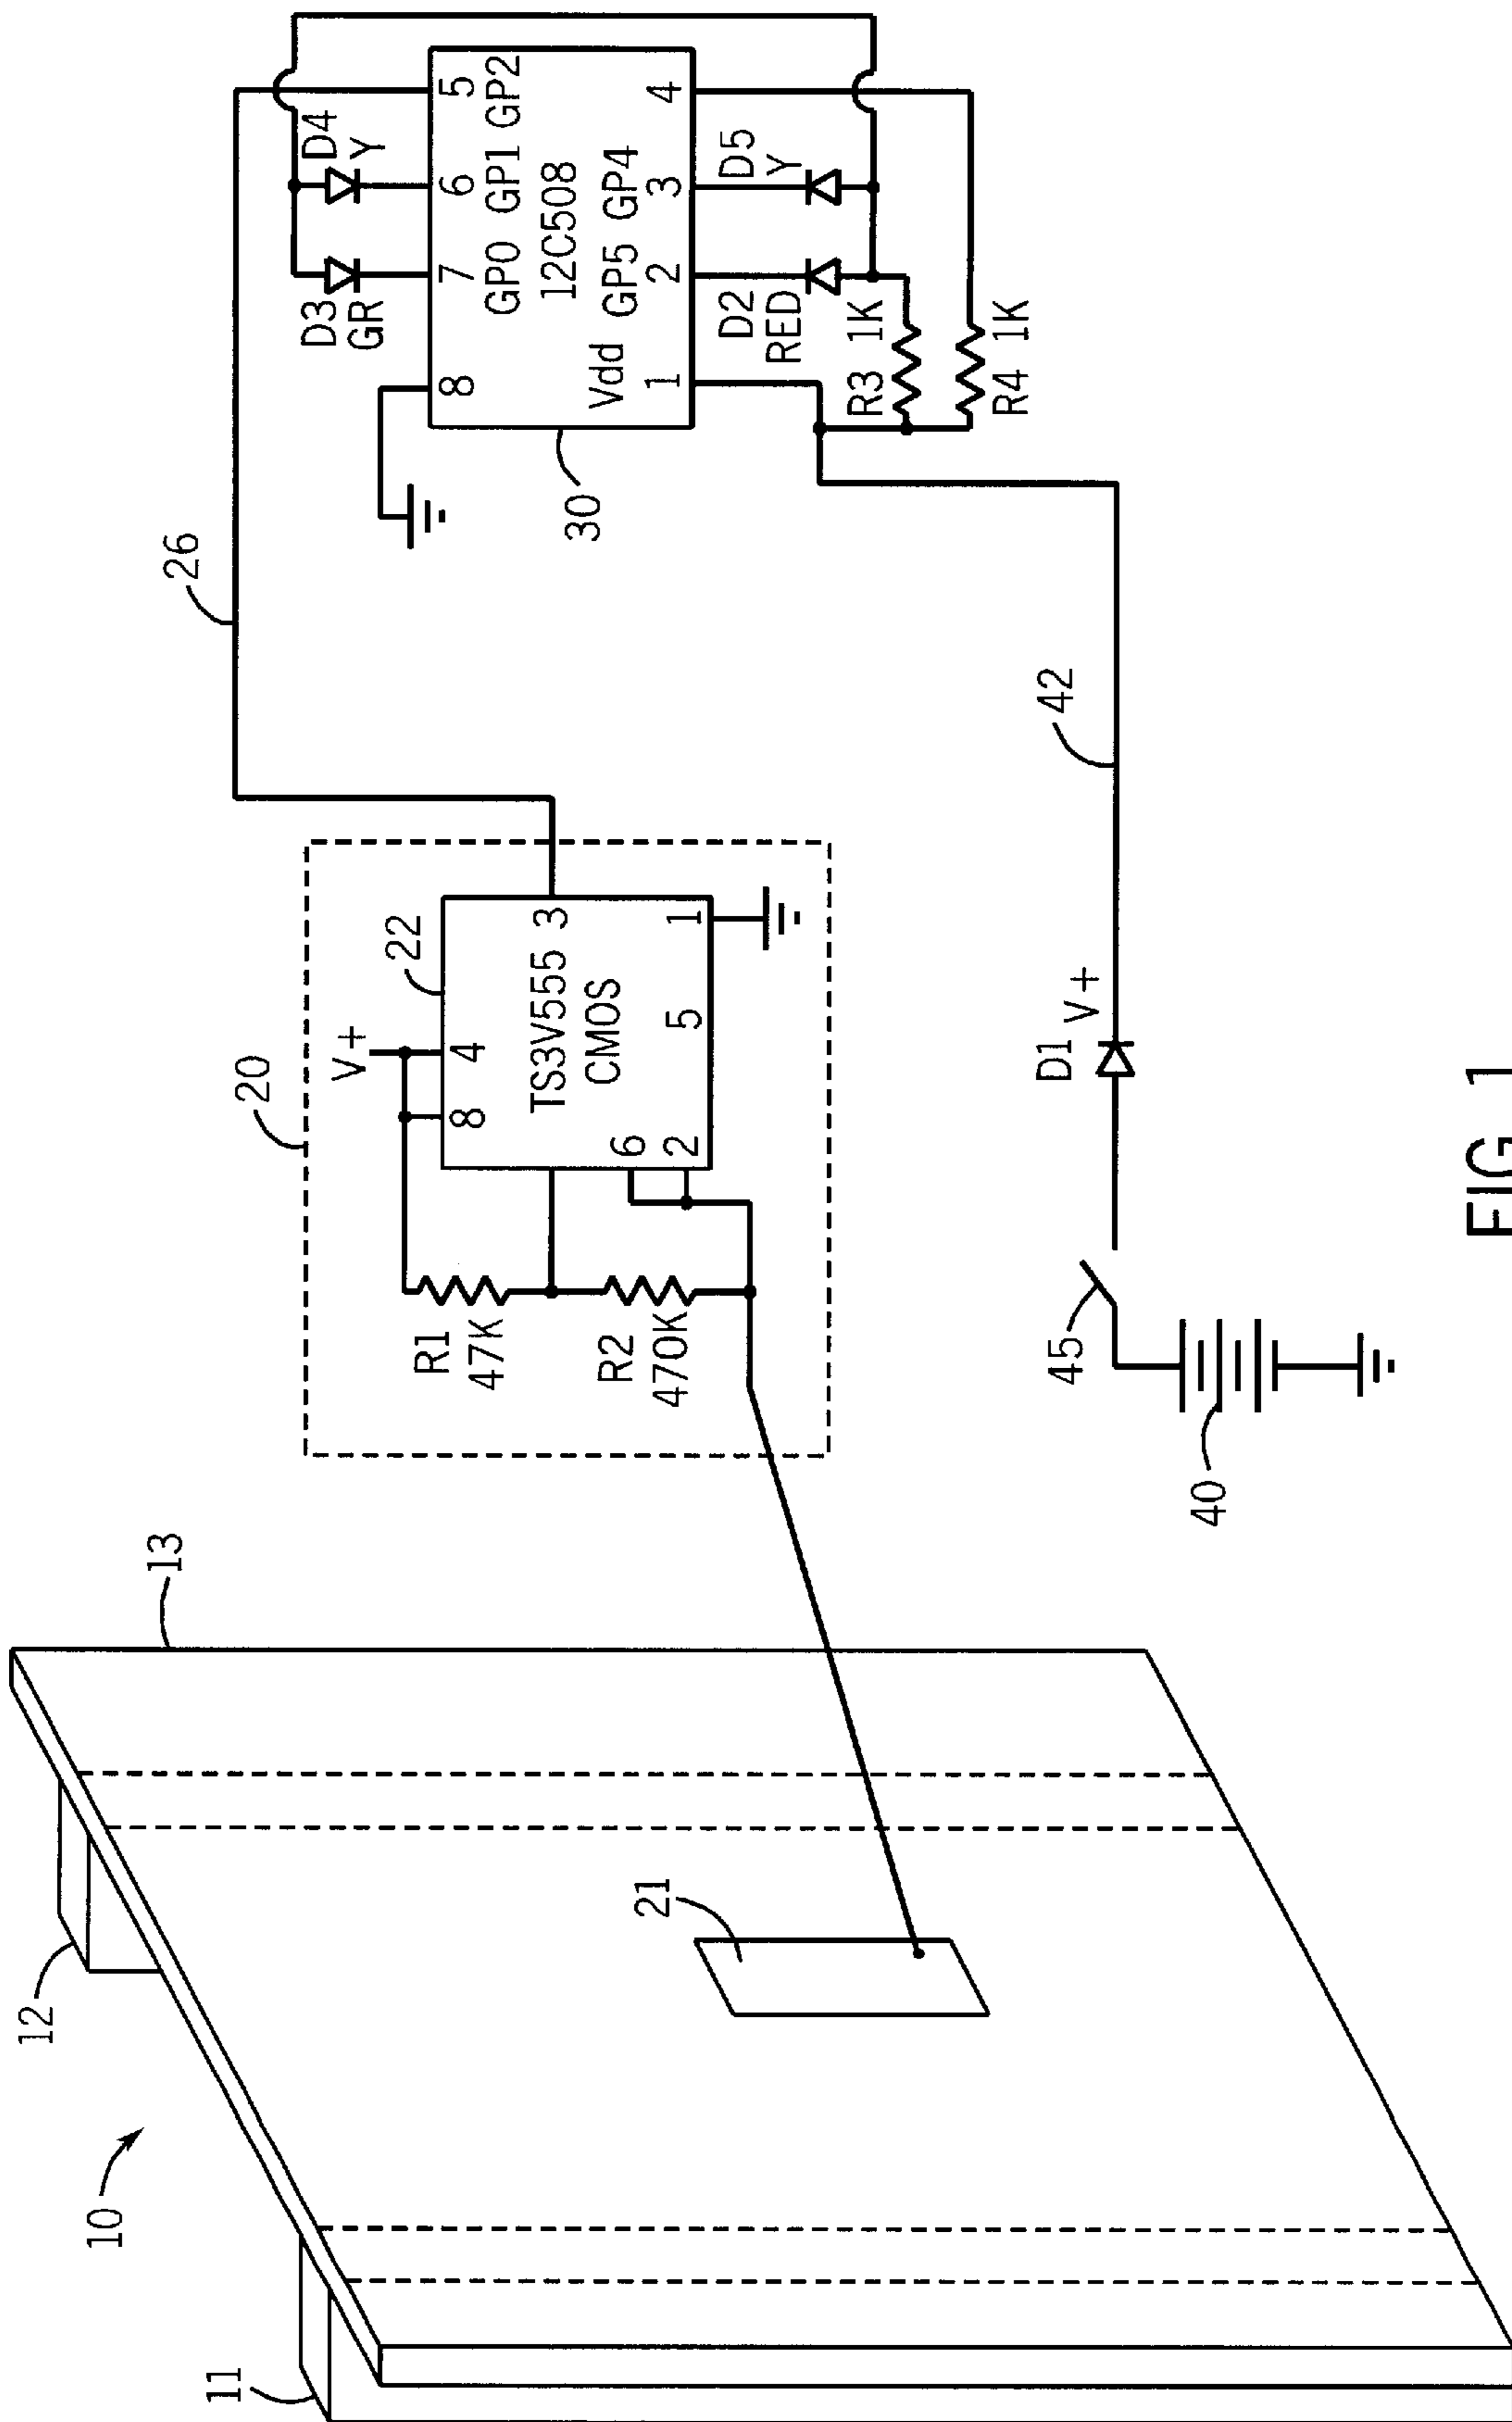 10
11
12
13
21
20
V+
22
R1
47K
R2
470K
8
4
TS3V555
CMOS
3
6
2
5
1
26
40
45
D1
V+
42
30
D3
GR
D4
Y
8
7
6
5
GP0 GP1 GP2
12C508
Vdd
GP5 GP4
1
2
3
4
D2
RED
D5
Y
R3 1K
R4 1K
FIG 1